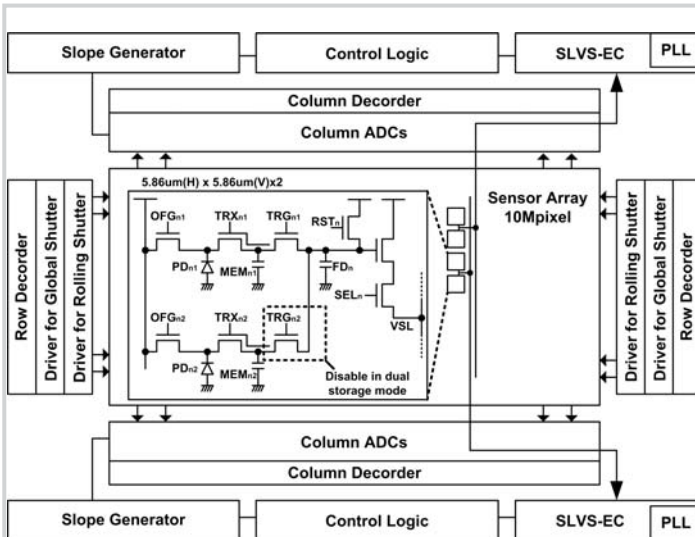 Slope Generator
Control Logic
SLVS-EC
PLL
Column Decorder
Column ADCs
5.86um(H) x 5.86um(V)x2
Sensor Array
10Mpixel
OFGn1
TRXn1
TRGn1
RSTn
PDn1
MEMn1
FDn
SELn
OFGn2
TRXn2
TRGn2
VSL
PDn2
MEMn2
Disable in dual
storage mode
Row Decorder
Driver for Global Shutter
Driver for Rolling Shutter
Driver for Rolling Shutter
Driver for Global Shutter
Row Decorder
Column ADCs
Column Decorder
Slope Generator
Control Logic
SLVS-EC
PLL